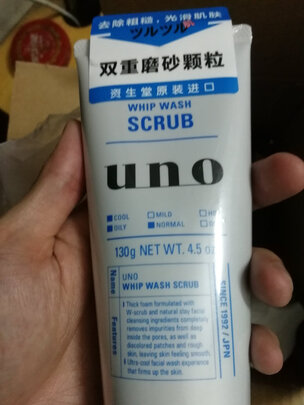 去除粗糙,光滑肌肤
ツルツル肌
双重磨砂颗粒
资生堂原装进口
WHIP WASH
SCRUB
uno
COOL MILD
OILY NORMAL
130g NET WT. 4.5 oz
Name
UNO
WHIP WASH SCRUB
Features
Thick foam formulated with
W-scrub and natural clay facial
cleansing ingredients completely
removes impurities from deep
inside the pores, as well as
discolored patches and rough
skin, leaving skin feeling smooth.
Ultra-cool facial wash experience
that firms up the skin.
SINCE 1992 / JPN